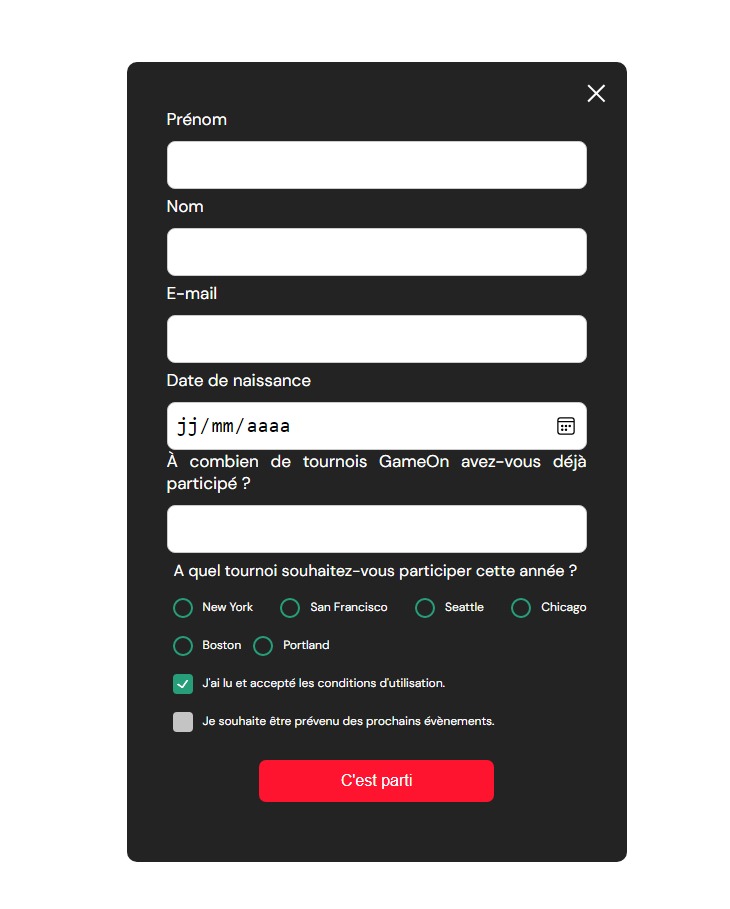 Prénom
Nom
E-mail
Date de naissance
jj/mm/aaaa
À combien de tournois GameOn avez-vous déjà
participé ?
A quel tournoi souhaitez-vous participer cette année ?
New York San Francisco Seattle Chicago
Boston Portland
J'ai lu et accepté les conditions d'utilisation.
Je souhaite être prévenu des prochains évènements.
C'est parti